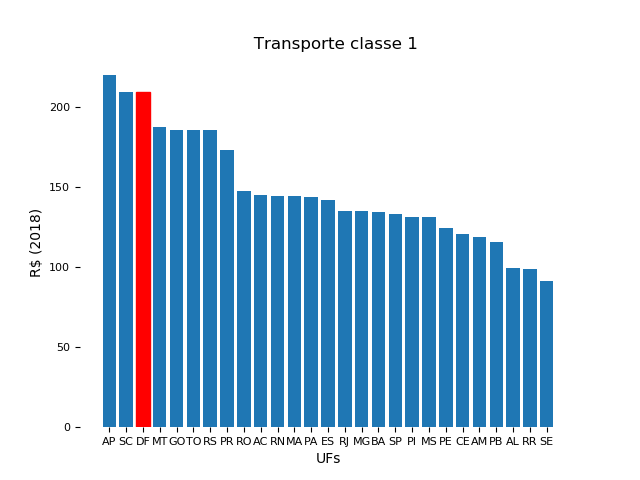 Transporte classe 1
R$ (2018)
200
150
100
50
0
AP SC DF MT GO TO RS PR RO AC RN MA PA ES RJ MG BA SP PI MS PE CE AM PB AL RR SE
UFs